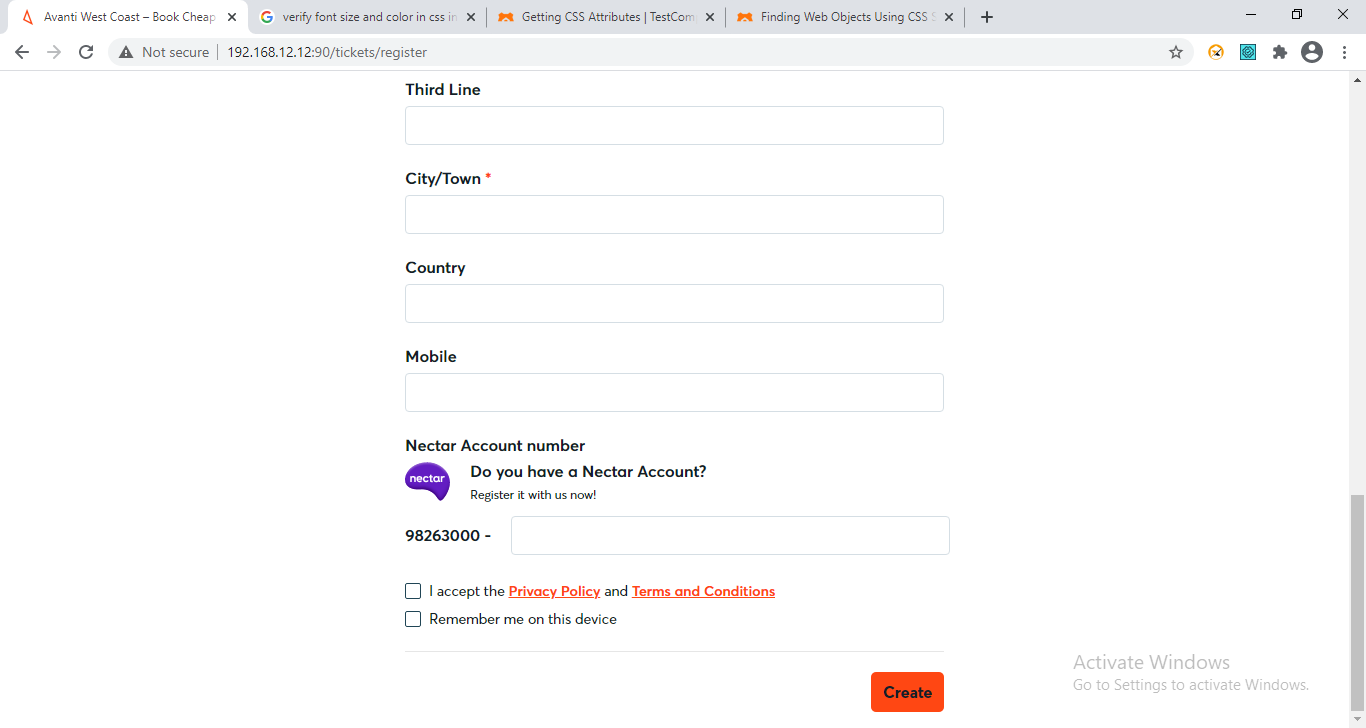 Avanti West Coast – Book Cheap
verify font size and color in css in
Getting CSS Attributes | TestCom
Finding Web Objects Using CSS S
Not secure
192.168.12.12:90/tickets/register
Third Line
City/Town *
Country
Mobile
Nectar Account number
nectar
Do you have a Nectar Account?
Register it with us now!
98263000 -
I accept the Privacy Policy and Terms and Conditions
Remember me on this device
Create
Activate Windows
Go to Settings to activate Windows.